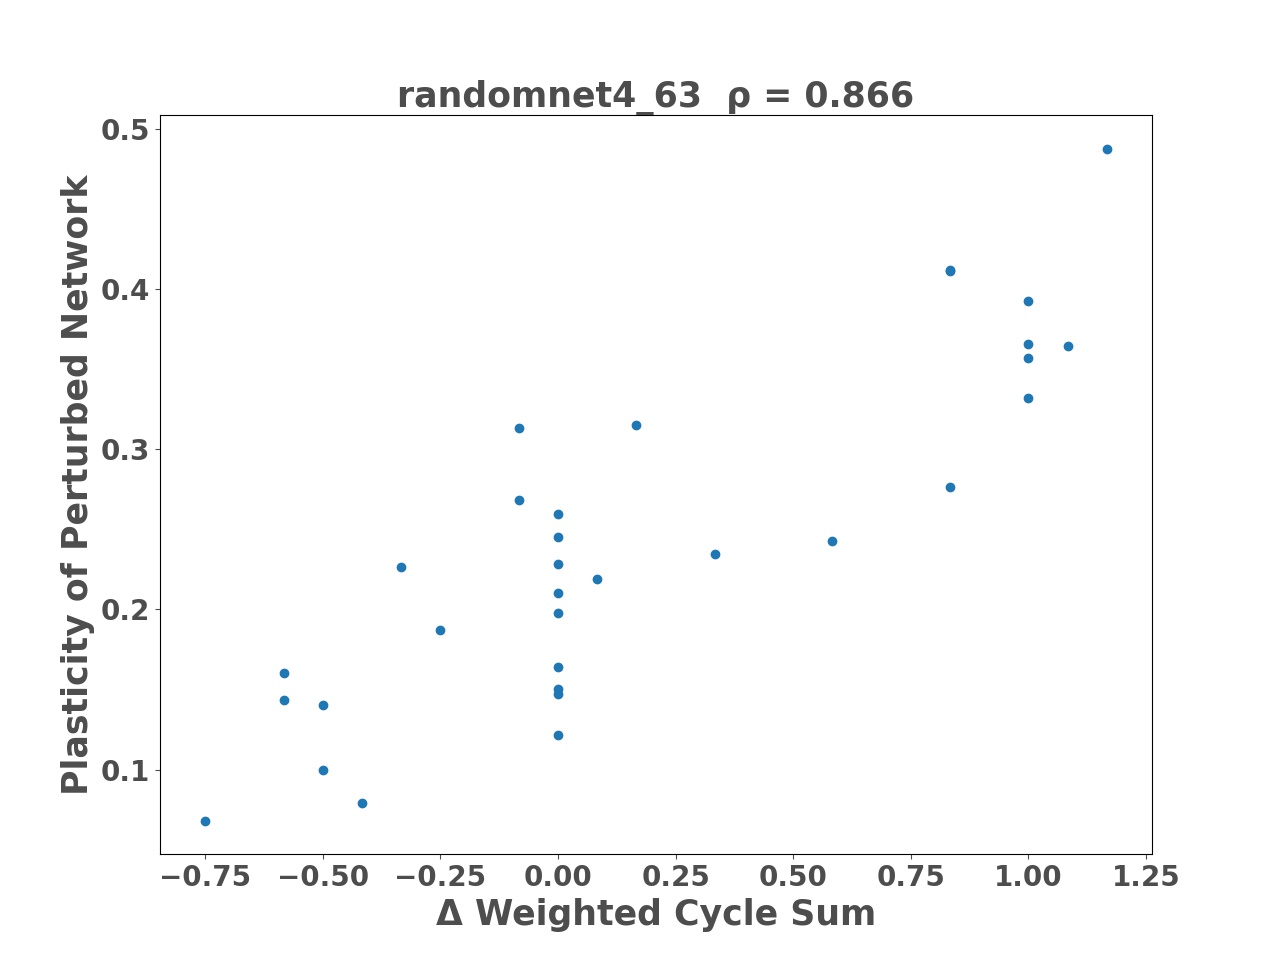 randomnet4_63  ρ = 0.866
Plasticity of Perturbed Network
0.5
0.4
0.3
0.2
0.1
−0.75 −0.50 −0.25 0.00 0.25 0.50 0.75 1.00 1.25
Δ Weighted Cycle Sum